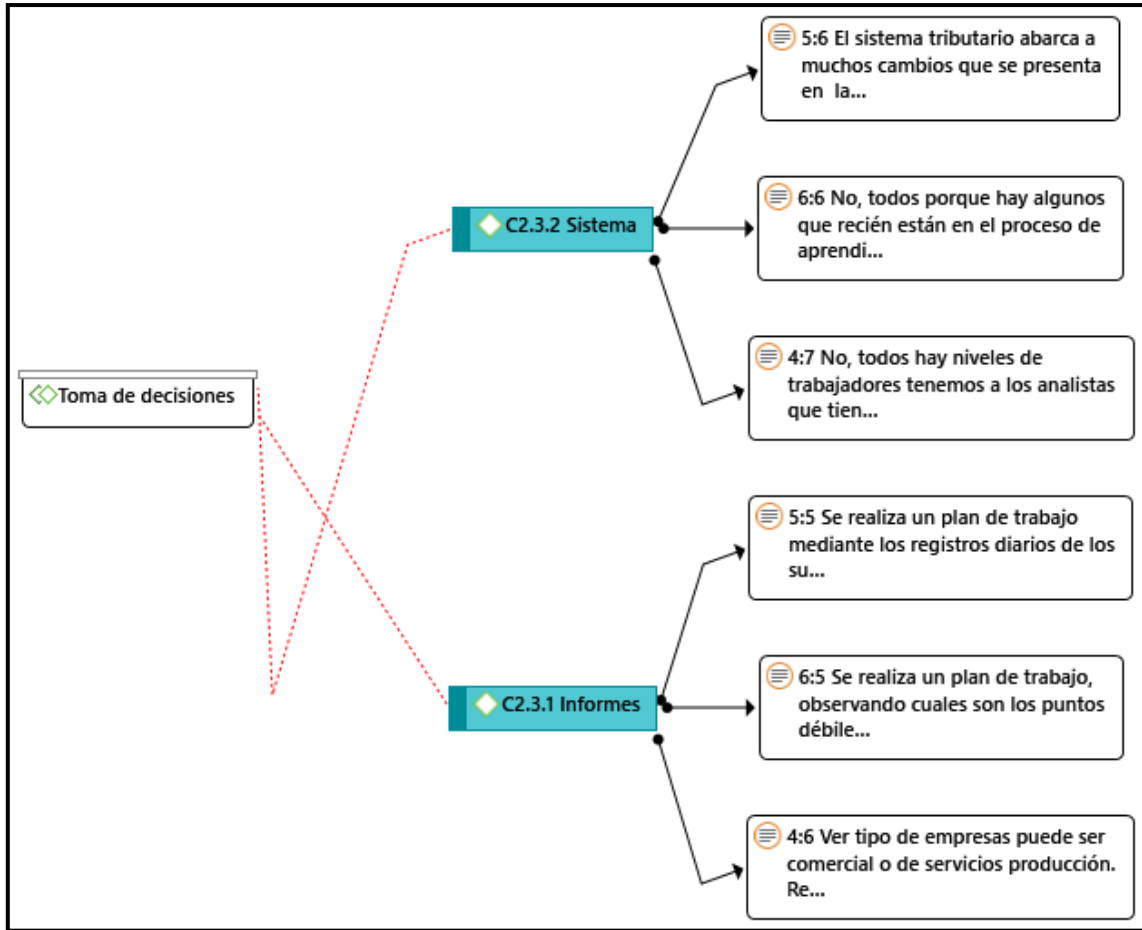 5:6 El sistema tributario abarca a
muchos cambios que se presenta
en la...
C2.3.2 Sistema
6:6 No, todos porque hay algunos
que recién están en el proceso de
aprendi...
4:7 No, todos hay niveles de
trabajadores tenemos a los analistas
que tien...
Toma de decisiones
5:5 Se realiza un plan de trabajo
mediante los registros diarios de los
su...
C2.3.1 Informes
6:5 Se realiza un plan de trabajo,
observando cuales son los puntos
débile...
4:6 Ver tipo de empresas puede ser
comercial o de servicios producción.
Re...